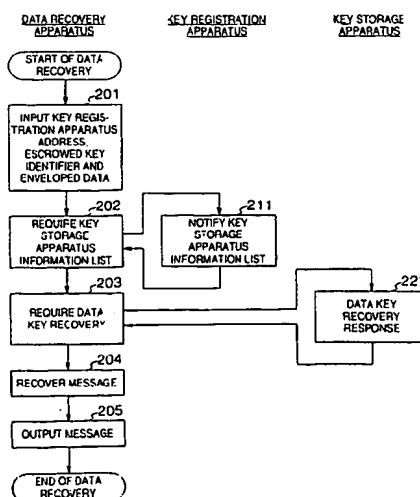 DATA RECOVERY
APPARATUS
KEY REGISTRATION
APPARATUS
KEY STORAGE
APPARATUS
START OF DATA
RECOVERY
201
INPUT KEY REGIS-
TRATION APPARATUS
ADDRESS,
ESCROWED KEY
IDENTIFIER AND
ENVELOPED DATA
202
REQUIRE KEY
STORAGE
APPARATUS
INFORMATION LIST
211
NOTIFY KEY
STORAGE
APPARATUS
INFORMATION LIST
203
REQUIRE DATA
KEY RECOVERY
221
DATA KEY
RECOVERY
RESPONSE
204
RECOVER MESSAGE
205
OUTPUT MESSAGE
END OF DATA
RECOVERY